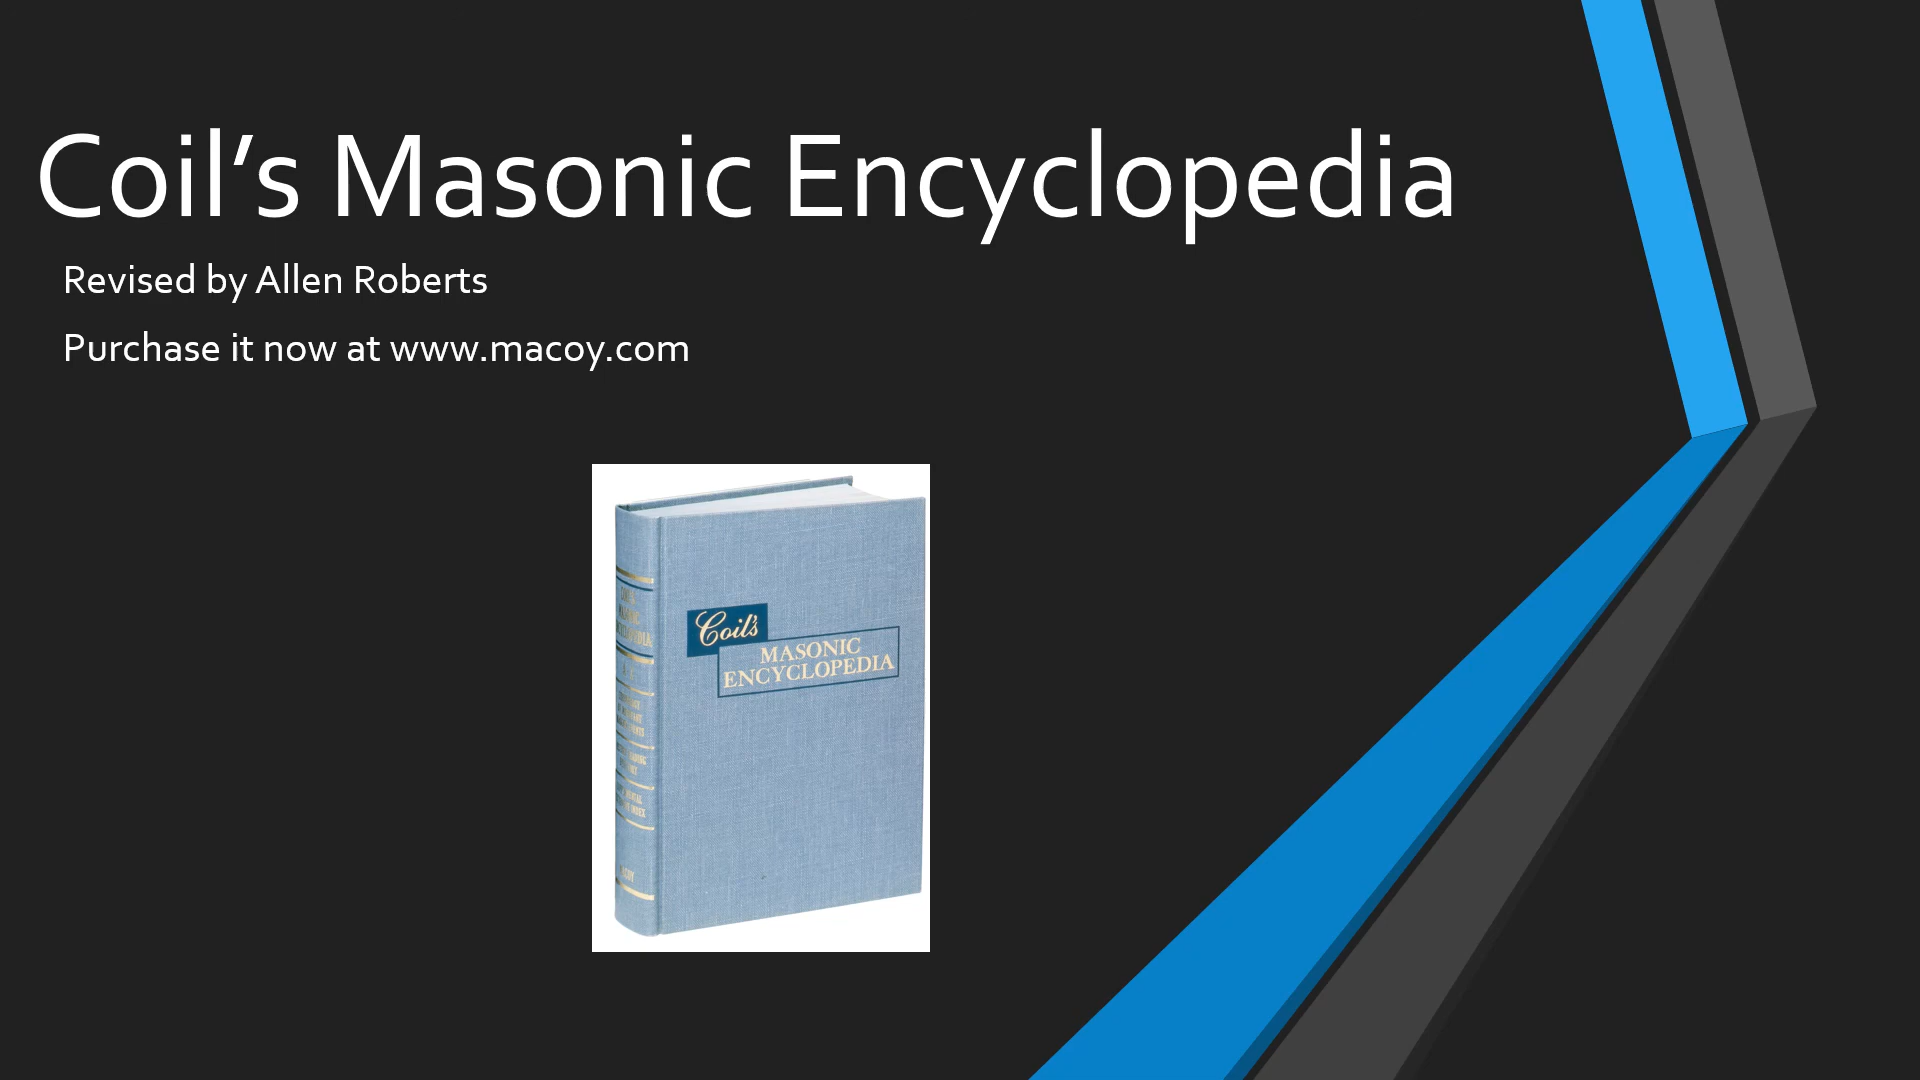 Coil’s Masonic Encyclopedia
Revised by Allen Roberts
Purchase it now at www.macoy.com
Coil's
MASONIC
ENCYCLOPEDIA